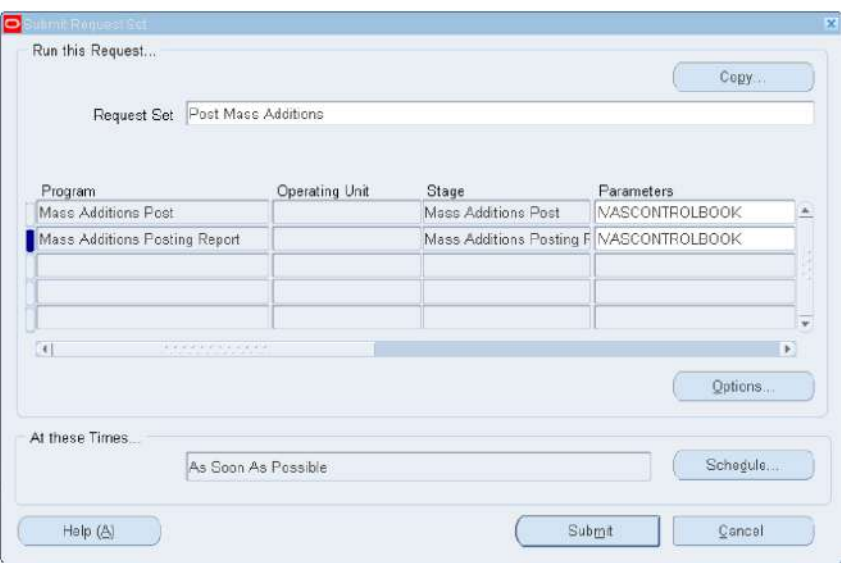 Submit Request Set
Run this Request...
Copy...
Request Set Post Mass Additions
Program Operating Unit Stage Parameters
Mass Additions Post Mass Additions Post VASCONTROLBOOK
Mass Additions Posting Report Mass Additions Posting R VASCONTROLBOOK
Options...
At these Times...
As Soon As Possible Schedule...
Help (A) Submit Cancel